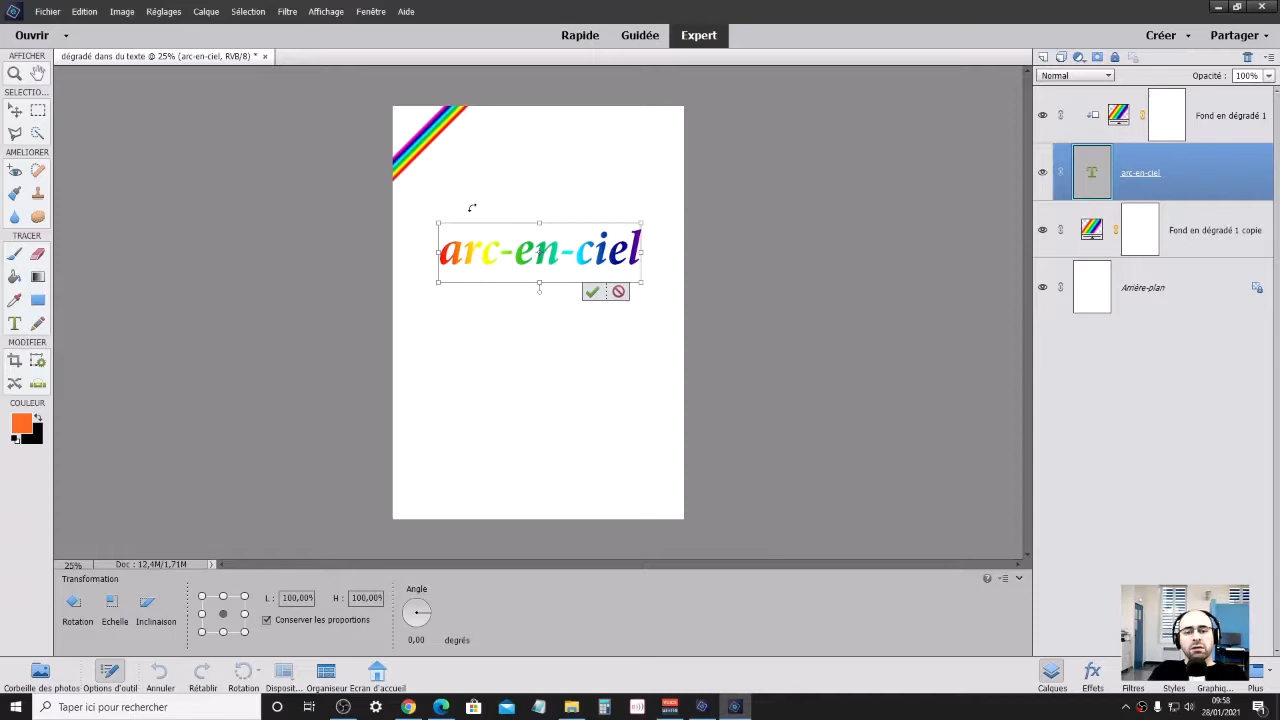 Fichier Edition Image Réglages Calque Sélection Filtre Affichage Fenêtre Aide
Ouvrir Rapide Guidée Expert Créer Partager
AFFICHER
dégradé dans du texte @ 25% (arc-en-ciel, RVB/8) *
Normal Opacité : 100%
SELECTIO...
AMELIORER
TRACER
MODIFIER
COULEUR
Fond en dégradé 1
arc-en-ciel
Fond en dégradé 1 copie
Arrière-plan
arc-en-ciel
25% Doc : 12,4M/1,71M
Transformation
Rotation Echelle Inclinaison
L : 100,00% H : 100,00%
Conserver les proportions
Angle
0,00 degrés
Corbeille des photos Options d'outil Annuler Rétablir Rotation Disposit... Organiseur Ecran d'accueil
Calques Effets Filtres Styles Graphiq... Plus
Taper ici pour rechercher
09:58
28/01/2021